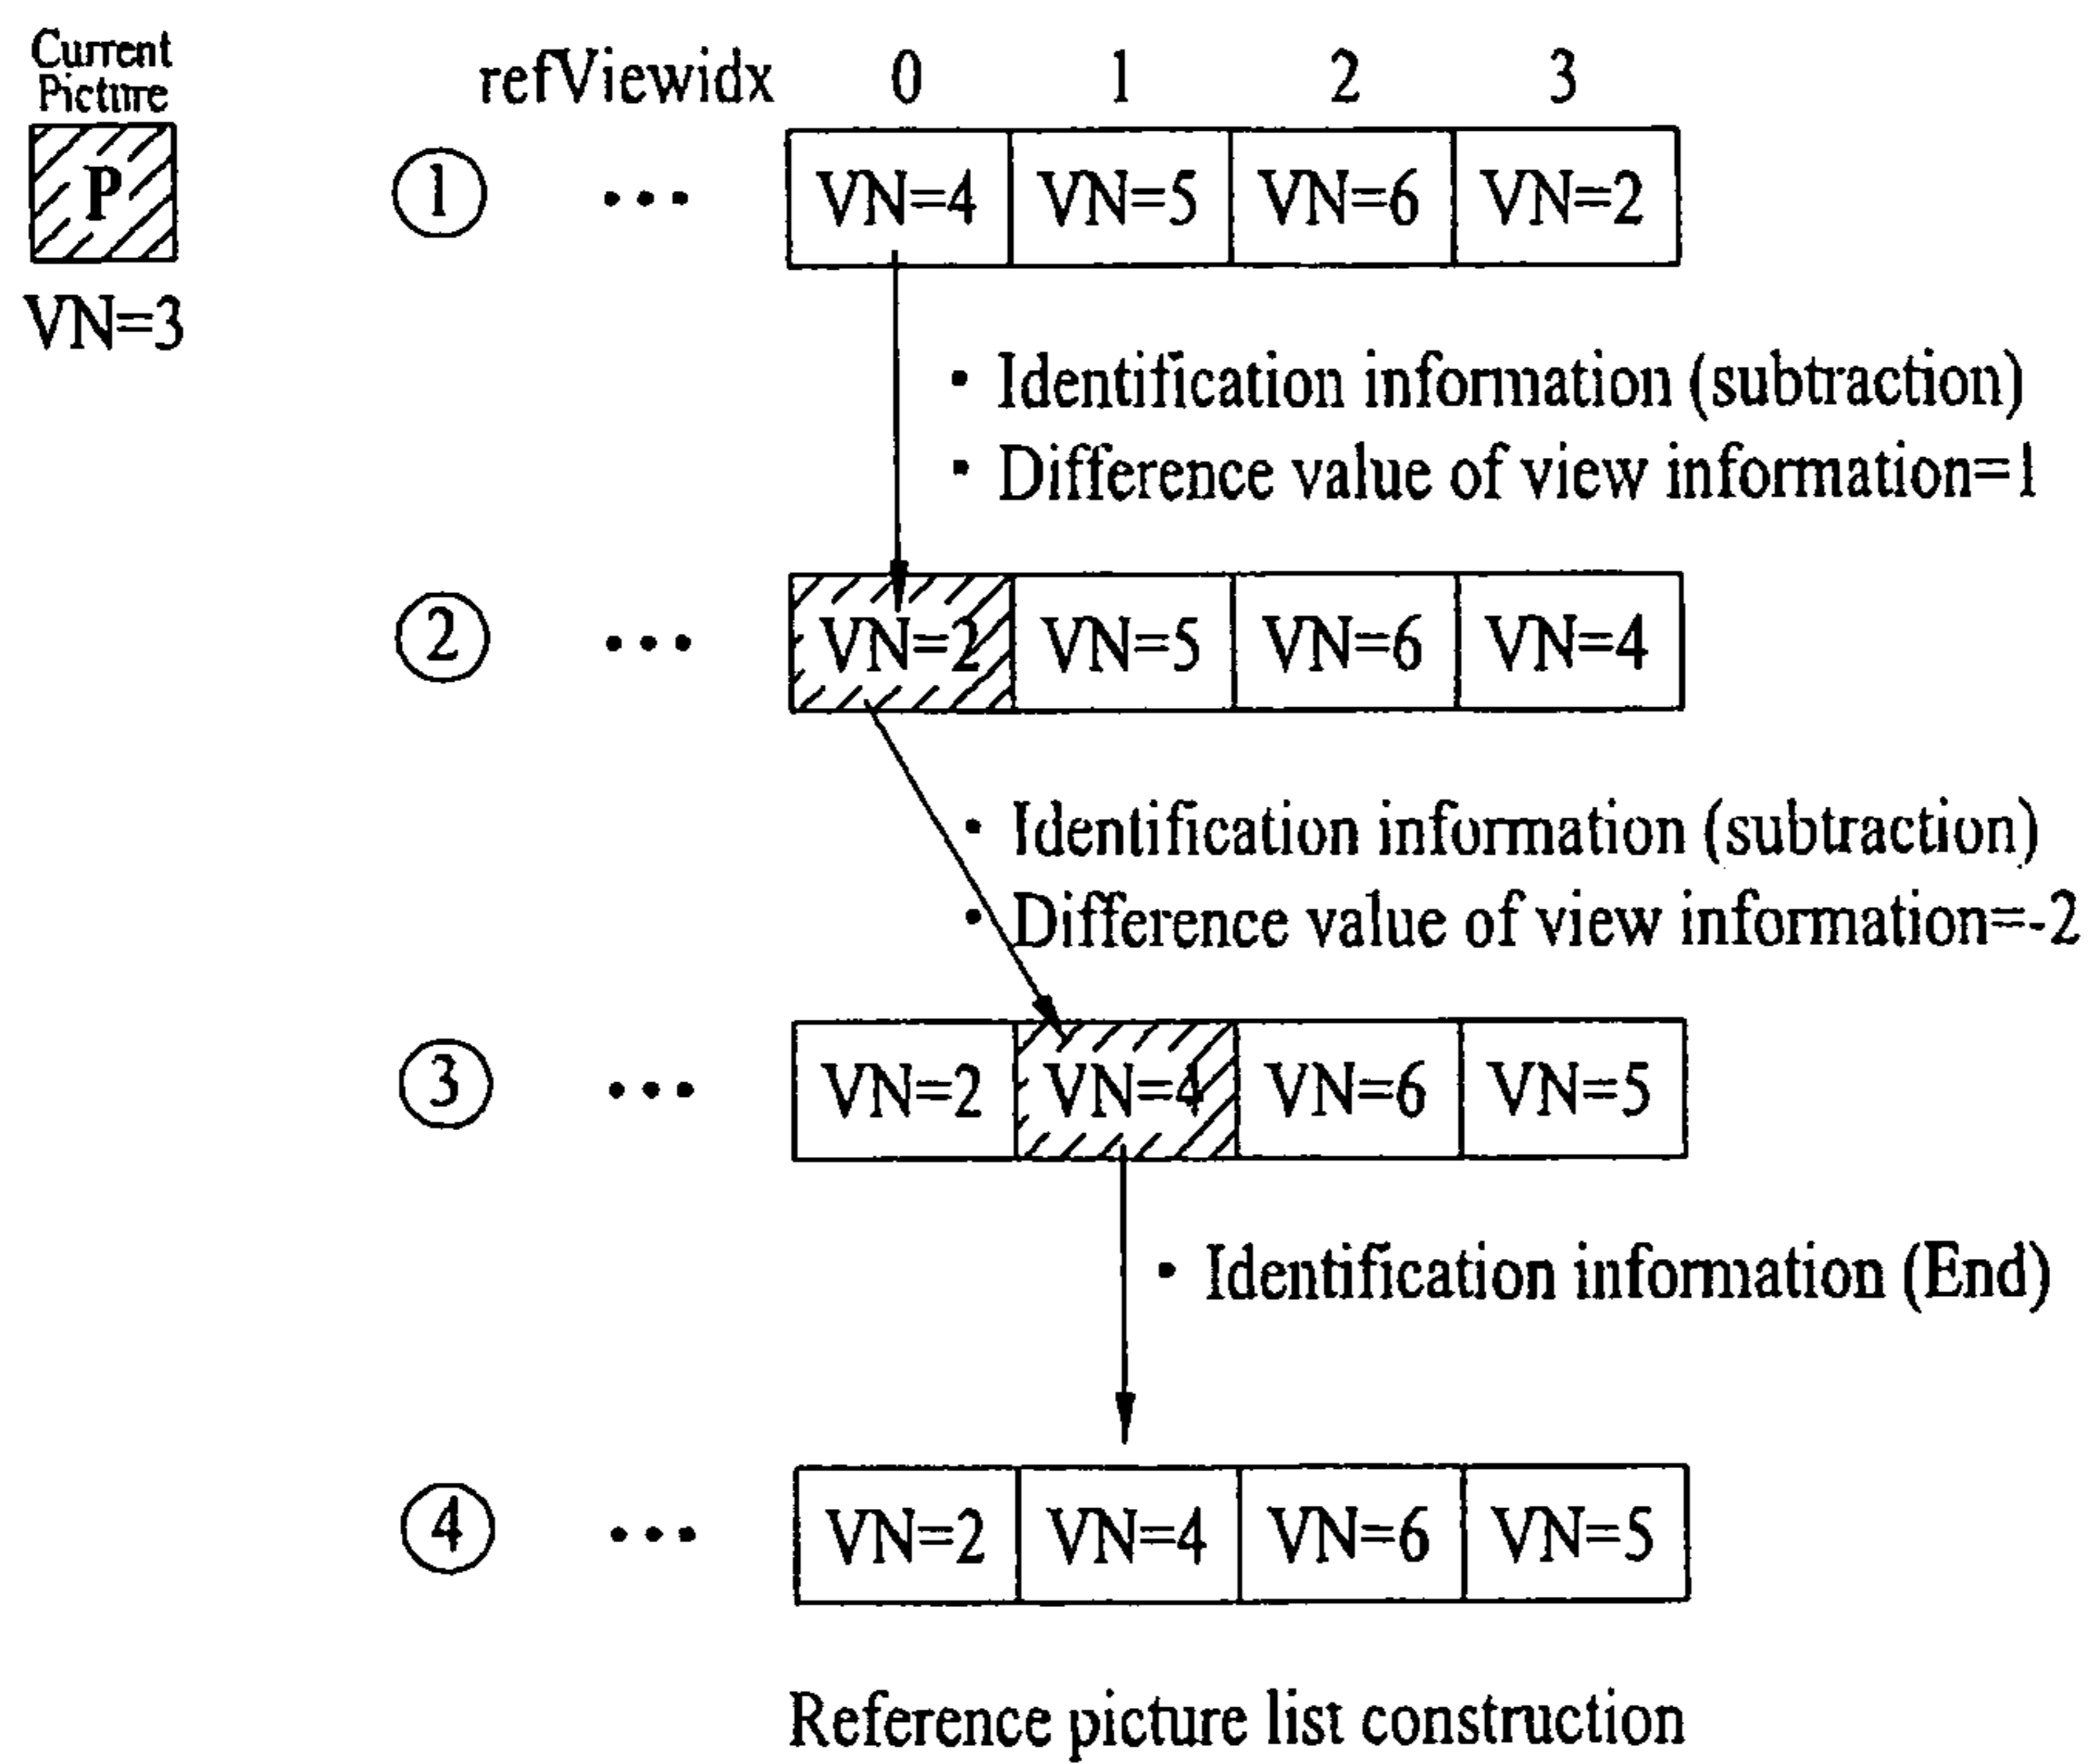 Current
Picture
P
VN=3
refViewidx 0 1 2 3
① ••• VN=4 VN=5 VN=6 VN=2
• Identification information (subtraction)
• Difference value of view information=1
② ••• VN=2 VN=5 VN=6 VN=4
• Identification information (subtraction)
• Difference value of view information=-2
③ ••• VN=2 VN=4 VN=6 VN=5
• Identification information (End)
④ ••• VN=2 VN=4 VN=6 VN=5
Reference picture list construction